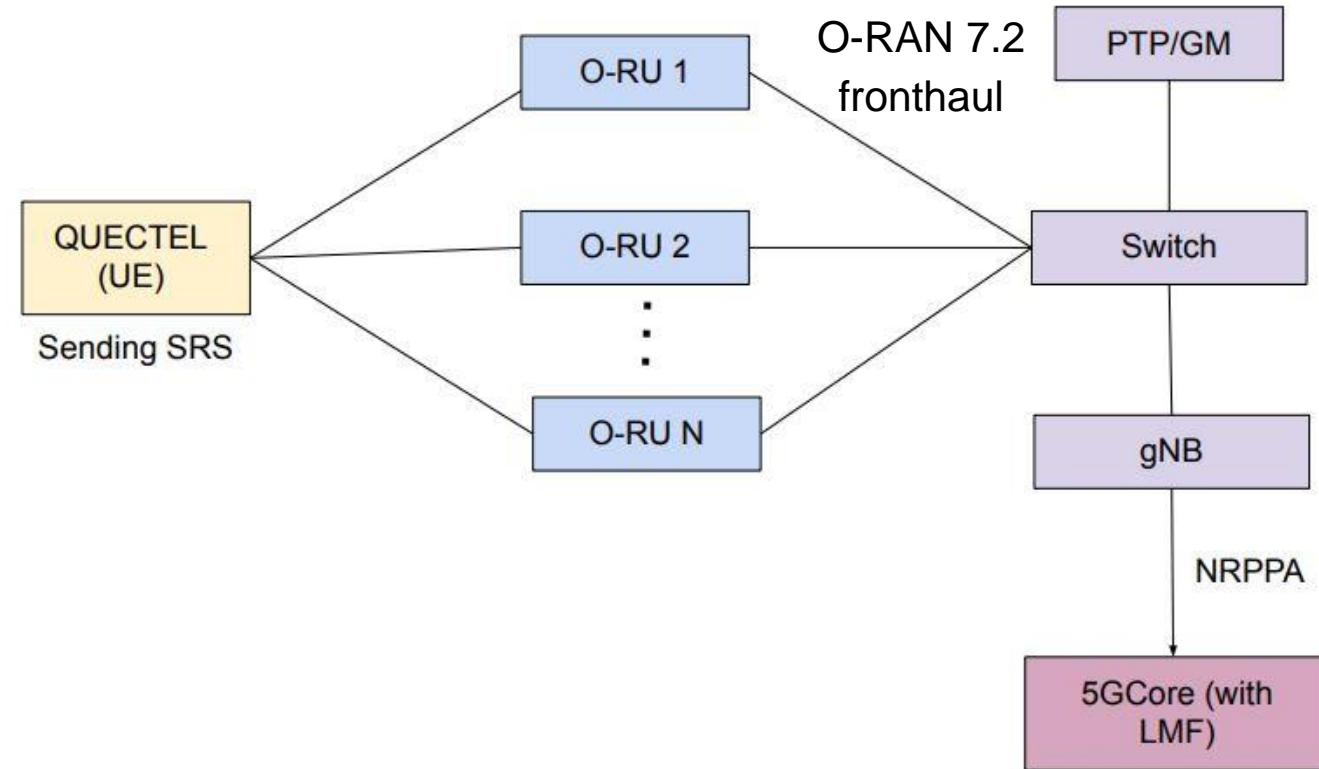 O-RU 1
O-RAN 7.2
fronthaul
PTP/GM
QUECTEL
(UE)
Sending SRS
O-RU 2
Switch
O-RU N
gNB
NRPPA
5GCore (with
LMF)